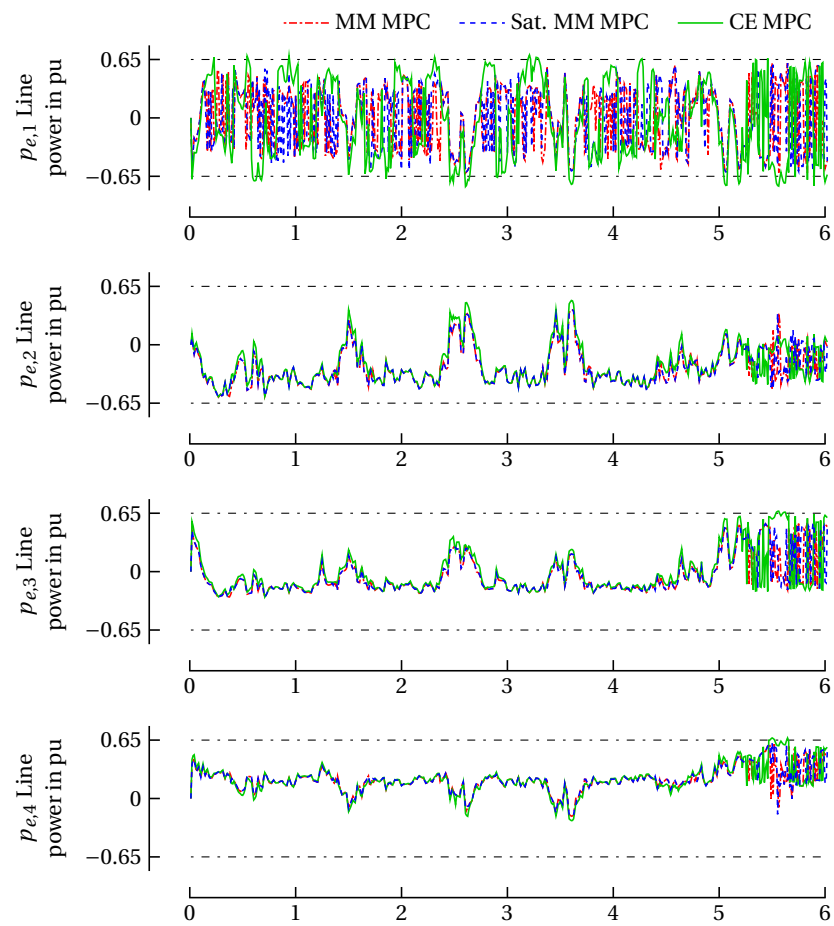 MM MPC Sat. MM MPC CE MPC
p_{e,1} Line
power in pu
0.65
0
−0.65
0 1 2 3 4 5 6
p_{e,2} Line
power in pu
0.65
0
−0.65
0 1 2 3 4 5 6
p_{e,3} Line
power in pu
0.65
0
−0.65
0 1 2 3 4 5 6
p_{e,4} Line
power in pu
0.65
0
−0.65
0 1 2 3 4 5 6